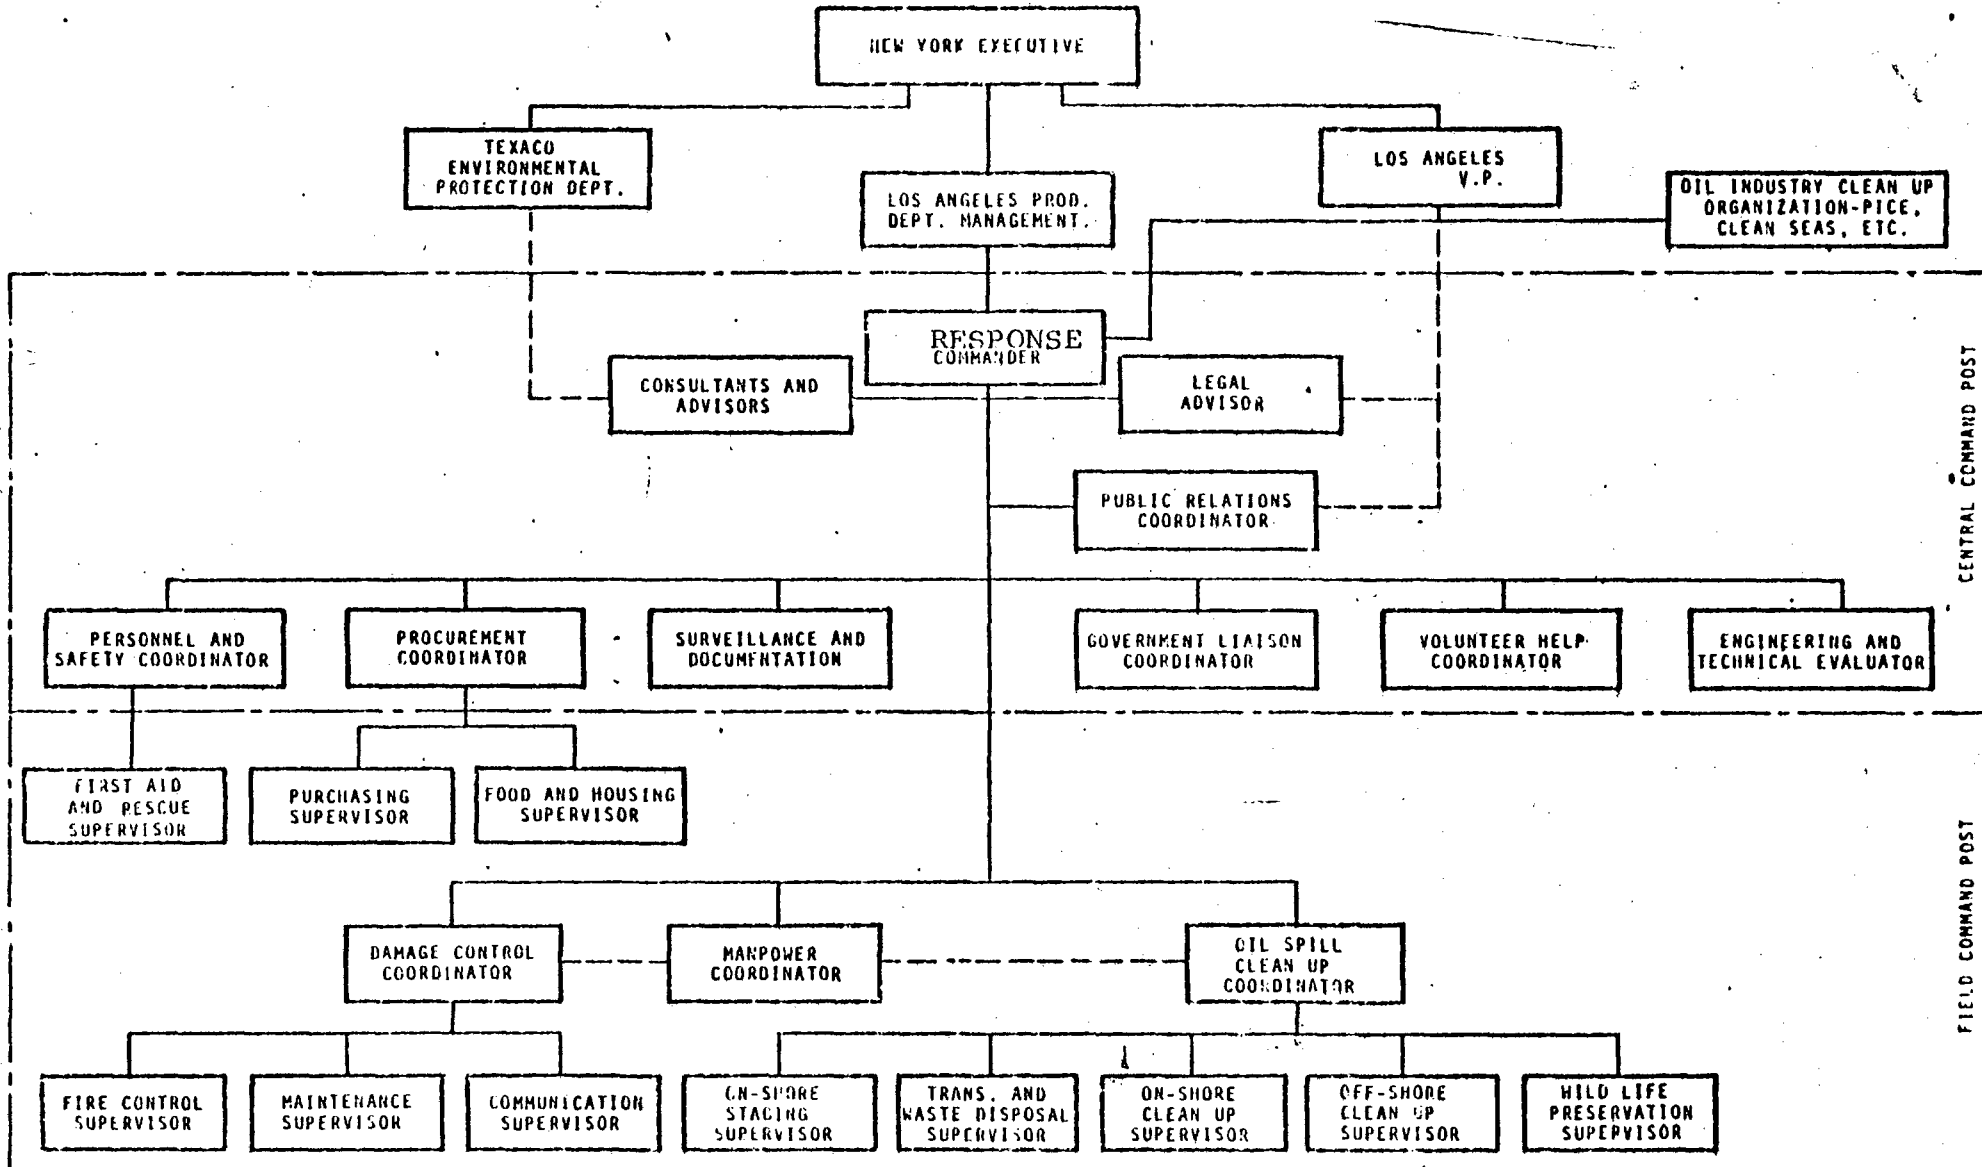 NEW YORK EXECUTIVE
TEXACO
ENVIRONMENTAL
PROTECTION DEPT.
LOS ANGELES
V.P.
LOS ANGELES PROD.
DEPT. MANAGEMENT.
OIL INDUSTRY CLEAN UP
ORGANIZATION-PICE,
CLEAN SEAS, ETC.
RESPONSE
COMMANDER
CONSULTANTS AND
ADVISORS
LEGAL
ADVISOR
PUBLIC RELATIONS
COORDINATOR
CENTRAL COMMAND POST
PERSONNEL AND
SAFETY COORDINATOR
PROCUREMENT
COORDINATOR
SURVEILLANCE AND
DOCUMFNTATION
GOVERNMENT LIAISON
COORDINATOR
VOLUNTEER HELP
COORDINATOR
ENGINEERING AND
TECHNICAL EVALUATOR
FIRST AID
AND RESCUE
SUPERVISOR
PURCHASING
SUPERVISOR
FOOD AND HOUSING
SUPERVISOR
FIELD COMMAND POST
DAMAGE CONTROL
COORDINATOR
MANPOWER
COORDINATOR
OIL SPILL
CLEAN UP
COORDINATOR
FIRE CONTROL
SUPERVISOR
MAINTENANCE
SUPERVISOR
COMMUNICATION
SUPERVISOR
ON-SHORE
STAGING
SUPERVISOR
TRANS. AND
WASTE DISPOSAL
SUPERVISOR
ON-SHORE
CLEAN UP
SUPERVISOR
OFF-SHORE
CLEAN UP
SUPERVISOR
WILD LIFE
PRESERVATION
SUPERVISOR